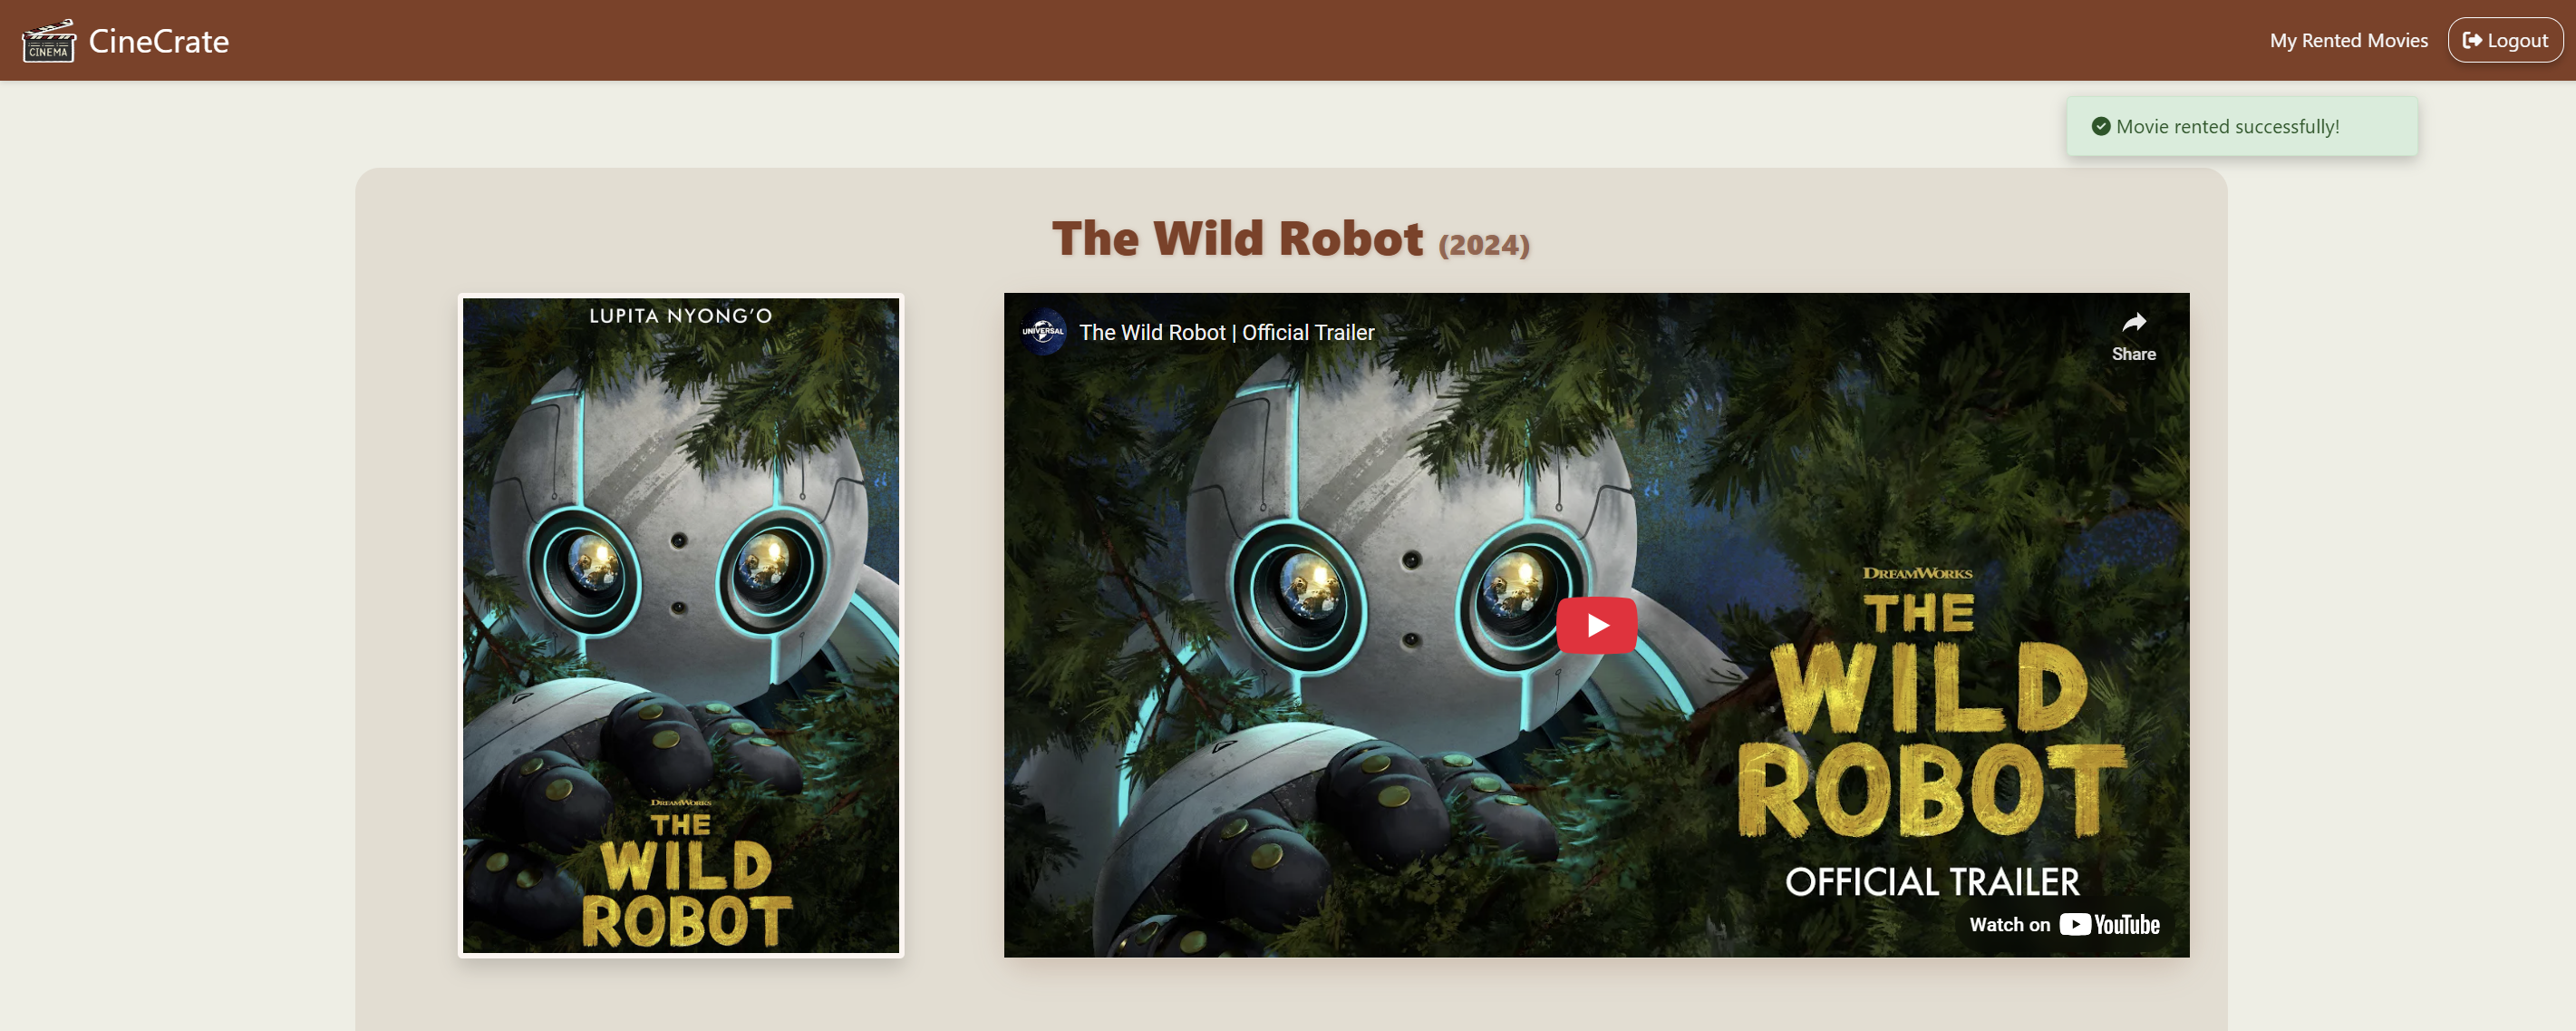 CINEMA
CineCrate
My Rented Movies
Logout
Movie rented successfully!
The Wild Robot (2024)
LUPITA NYONG'O
DREAMWORKS
THE
WILD
ROBOT
UNIVERSAL
The Wild Robot | Official Trailer
Share
DREAMWORKS
THE
WILD
ROBOT
OFFICIAL TRAILER
Watch on YouTube